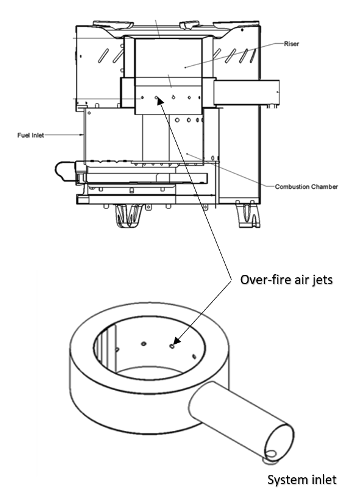 Riser
Fuel Inlet
Combustion Chamber
Over-fire air jets
System inlet